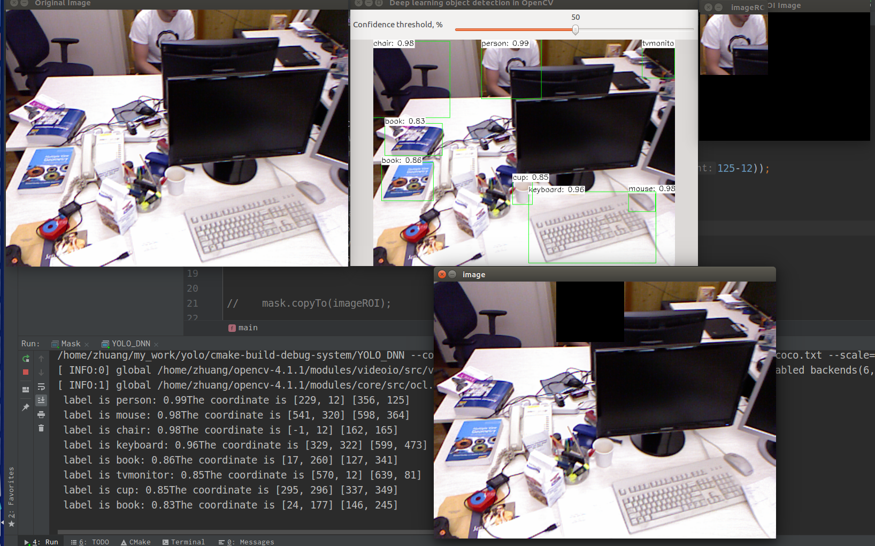 Original Image
Deep learning object detection in OpenCV
ImageRO
OI Image
Confidence threshold, %
50
chair: 0.98
person: 0.99
tvmonito
book: 0.83
book: 0.86
cup: 0.85
keyboard: 0.96
mouse: 0.98
125-12));
19
21 // mask.copyTo(imageROI);
22
main
Image
Run: Mask YOLO_DNN
/home/zhuang/my_work/yolo/cmake-build-debug-system/YOLO_DNN --co
coco.txt --scale=
[ INFO:0] global /home/zhuang/opencv-4.1.1/modules/videoio/src/v
abled backends(6,
[ INFO:1] global /home/zhuang/opencv-4.1.1/modules/core/src/ocl.
label is person: 0.99The coordinate is [229, 12] [356, 125]
label is mouse: 0.98The coordinate is [541, 320] [598, 364]
label is chair: 0.98The coordinate is [-1, 12] [162, 165]
label is keyboard: 0.96The coordinate is [329, 322] [599, 473]
label is book: 0.86The coordinate is [17, 260] [127, 341]
label is tvmonitor: 0.85The coordinate is [570, 12] [639, 81]
label is cup: 0.85The coordinate is [295, 296] [337, 349]
label is book: 0.83The coordinate is [24, 177] [146, 245]
2: Favorites
4: Run 6: TODO CMake Terminal 0: Messages